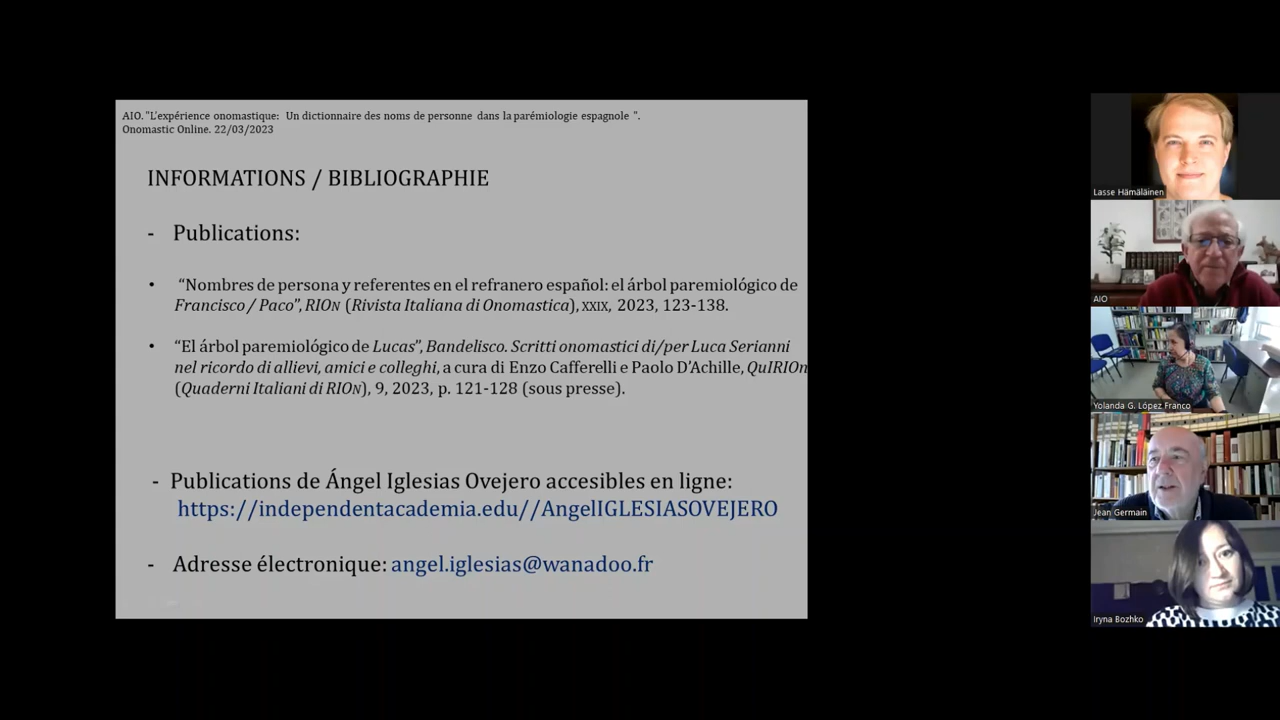 AIO. "L'expérience onomastique: Un dictionnaire des noms de personne dans la parémiologie espagnole ".
Onomastic Online. 22/03/2023
INFORMATIONS / BIBLIOGRAPHIE
- Publications:
• “Nombres de persona y referentes en el refranero español: el árbol paremiológico de
Francisco / Paco”, RION (Rivista Italiana di Onomastica), XXIX, 2023, 123-138.
• “El árbol paremiológico de Lucas”, Bandelisco. Scritti onomastici di/per Luca Serianni
nel ricordo di allievi, amici e colleghi, a cura di Enzo Cafferelli e Paolo D’Achille, QuIRIOn
(Quaderni Italiani di RION), 9, 2023, p. 121-128 (sous presse).
- Publications de Ángel Iglesias Ovejero accesibles en ligne:
https://independentacademia.edu//AngelIGLESIASOVEJERO
- Adresse électronique: angel.iglesias@wanadoo.fr
Lasse Hämäläinen
AIO
Yolanda G. López Franco
Jean Germain
Iryna Bozhko